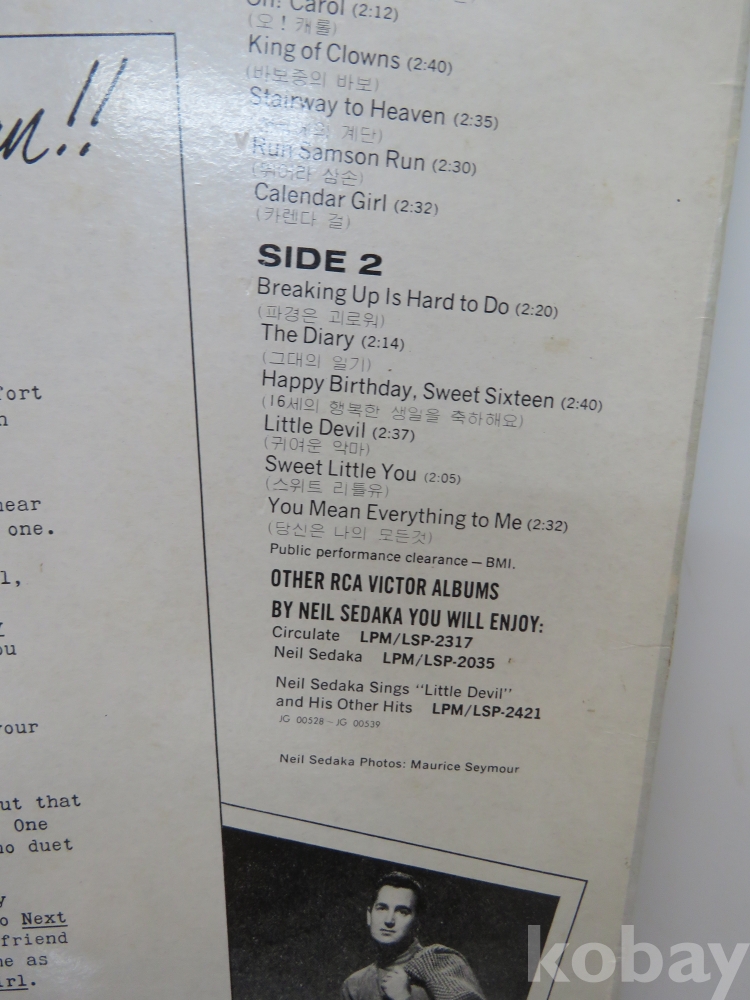 Oh! Carol (2:12)
(오! 캐롤)
King of Clowns (2:40)
(바보중의 바보)
Stairway to Heaven (2:35)
계단)
Run Samson Run (2:30)
삼손)
Calendar Girl (2:32)
(카렌다 걸)
SIDE 2
Breaking Up Is Hard to Do (2:20)
(파경은 괴로워)
The Diary (2:14)
(그대의 일기)
Happy Birthday, Sweet Sixteen (2:40)
(16세의 행복한 생일을 축하해요)
Little Devil (2:37)
(귀여운 악마)
Sweet Little You (2:05)
(스위트 리틀유)
You Mean Everything to Me (2:32)
(당신은 나의 모든것)
Public performance clearance — BMI.
OTHER RCA VICTOR ALBUMS
BY NEIL SEDAKA YOU WILL ENJOY:
Circulate LPM/LSP-2317
Neil Sedaka LPM/LSP-2035
Neil Sedaka Sings "Little Devil"
and His Other Hits LPM/LSP-2421
JG 00528 ~ JG 00539
Neil Sedaka Photos: Maurice Seymour
one.
your
that
One
duet
Next
friend
as
kobay